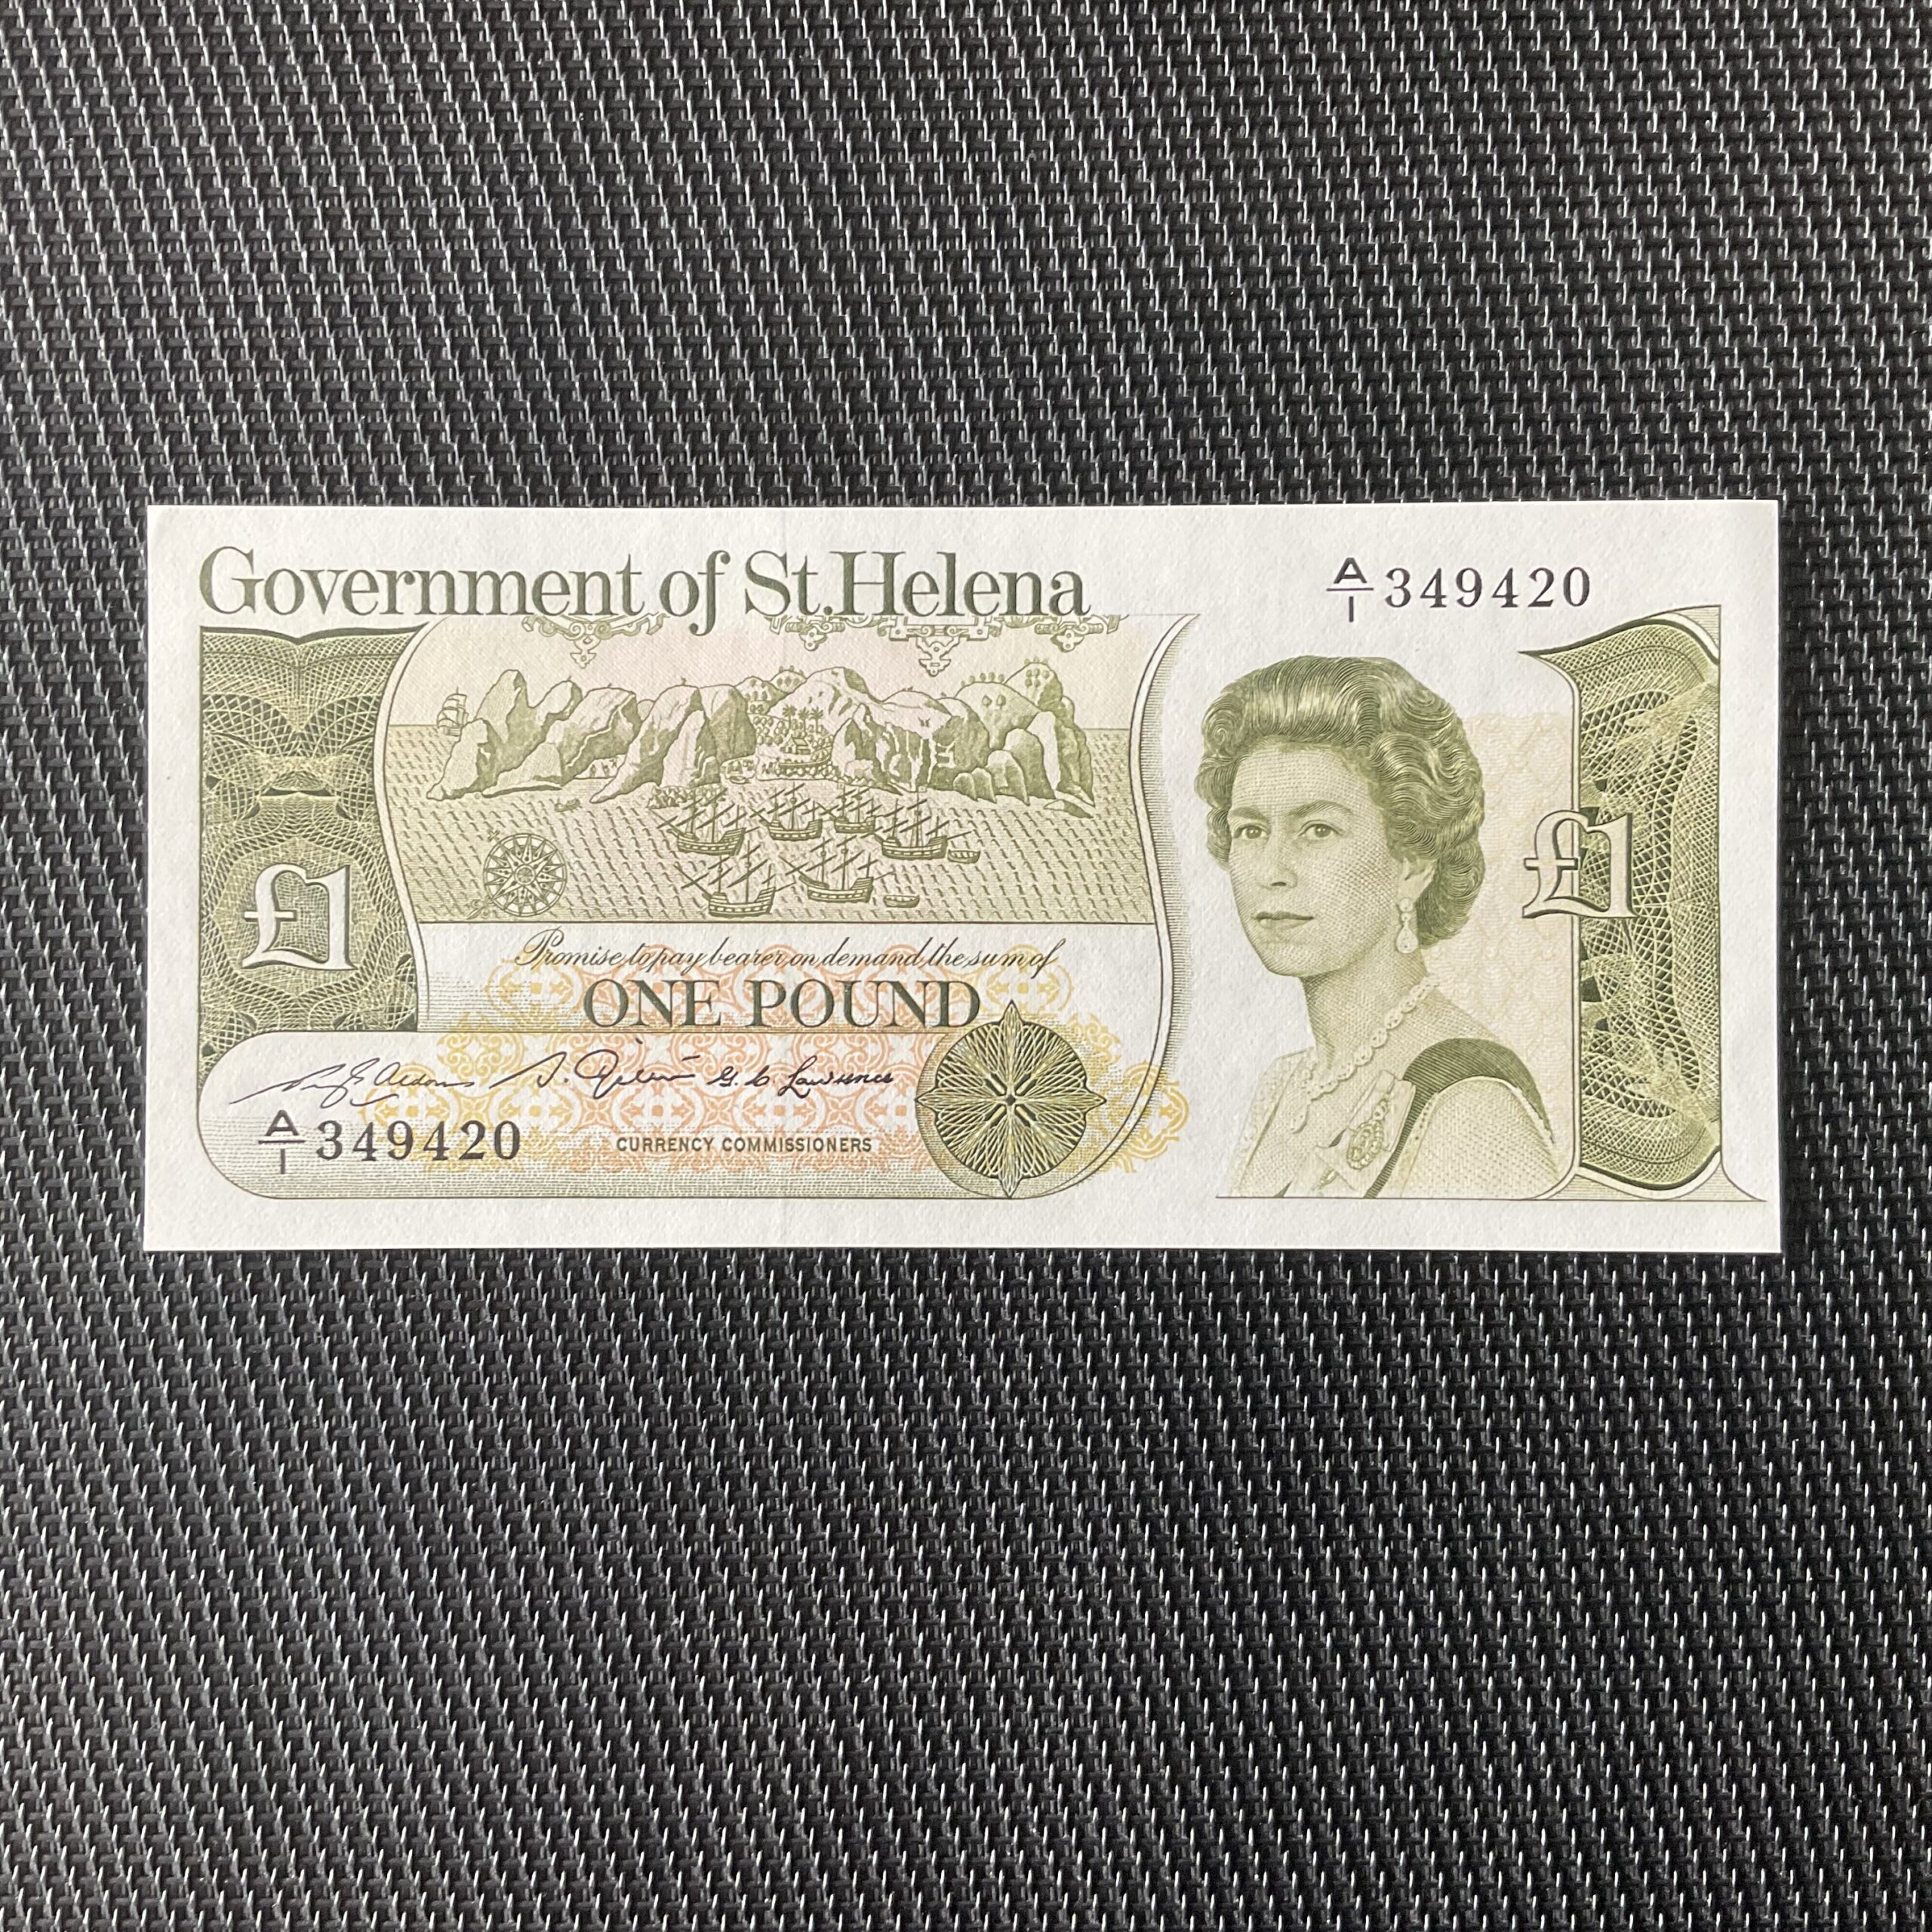 Government of St.Helena
A/1 349420
£1
£1
Promise to pay bearer on demand the sum of
ONE POUND
G. C. Lawrence
A/1 349420
CURRENCY COMMISSIONERS